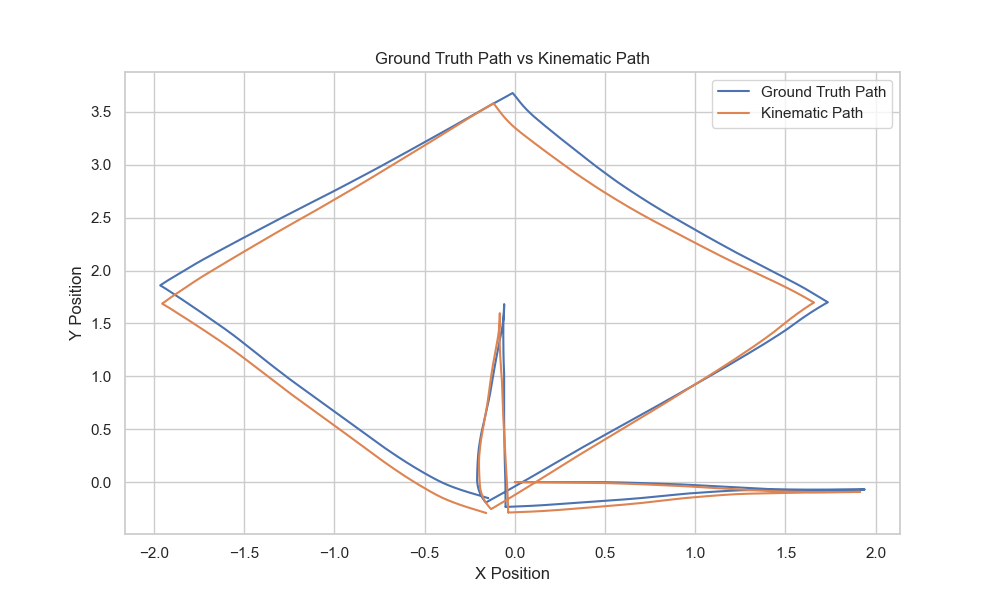 Ground Truth Path vs Kinematic Path
Ground Truth Path
Kinematic Path
Y Position
3.5
3.0
2.5
2.0
1.5
1.0
0.5
0.0
−2.0 −1.5 −1.0 −0.5 0.0 0.5 1.0 1.5 2.0
X Position